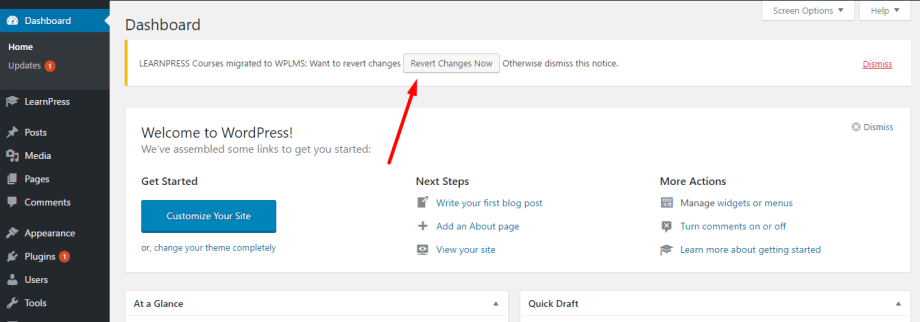 Dashboard
Home
Updates 1
LearnPress
Posts
Media
Pages
Comments
Appearance
Plugins 1
Users
Tools
Screen Options
Help
Dashboard
LEARNPRESS Courses migrated to WPLMS: Want to revert changes Revert Changes Now Otherwise dismiss this notice. Dismiss
Welcome to WordPress! Dismiss
We've assembled some links to get you started:
Get Started
Customize Your Site
or, change your theme completely
Next Steps
Write your first blog post
Add an About page
View your site
More Actions
Manage widgets or menus
Turn comments on or off
Learn more about getting started
At a Glance
Quick Draft